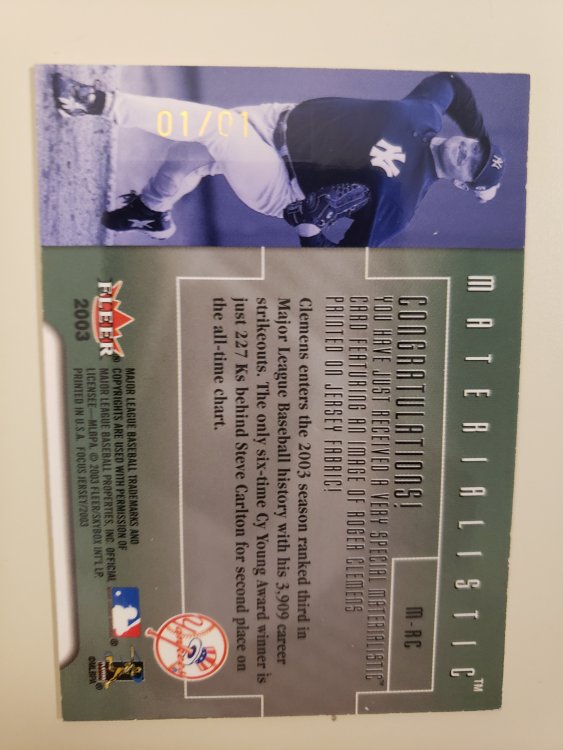 01/01
MATERIALISTIC™
M-RC
CONGRATULATIONS!
YOU HAVE JUST RECEIVED A VERY SPECIAL MATERIALISTIC™
CARD FEATURING AN IMAGE OF ROGER CLEMENS
PRINTED ON JERSEY FABRIC!
Clemens enters the 2003 season ranked third in
Major League Baseball history with his 3,909 career
strikeouts. The only six-time Cy Young Award winner is
just 227 Ks behind Steve Carlton for second place on
the all-time chart.
FLEER®
2003
MAJOR LEAGUE BASEBALL TRADEMARKS AND
COPYRIGHTS ARE USED WITH PERMISSION OF
MAJOR LEAGUE BASEBALL PROPERTIES, INC. OFFICIAL
LICENSEE—MLBPA. © 2003 FLEER/SKYBOX INT'L LP.
PRINTED IN U.S.A. FOCUS JERSEY/2003
©MLBPA
Yankees